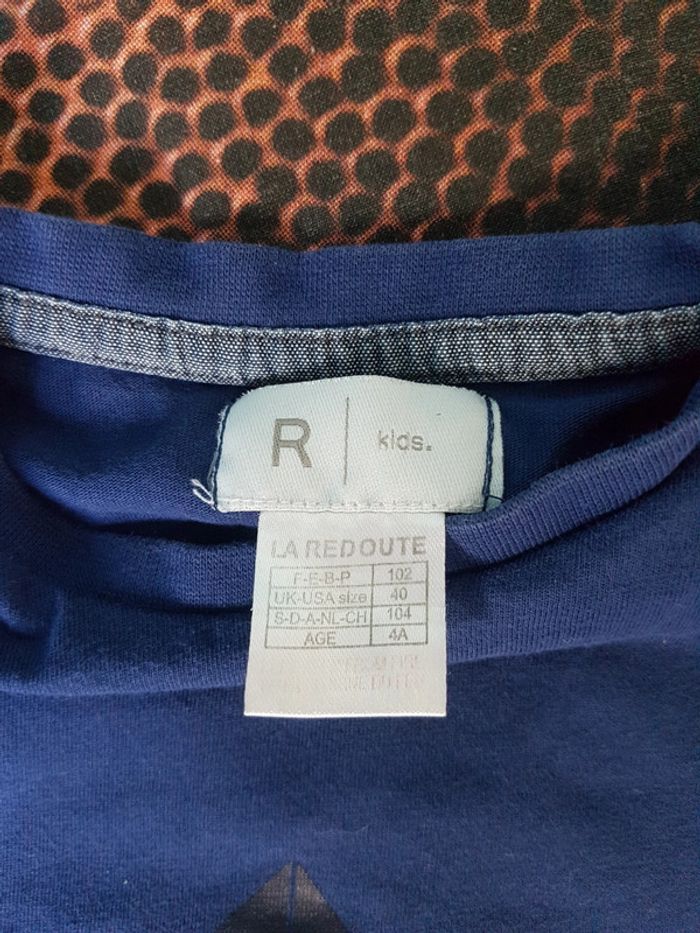 R | kids.
LA REDOUTE
F-E-B-P 102
UK-USA size 40
S-D-A-NL-CH 104
AGE 4A